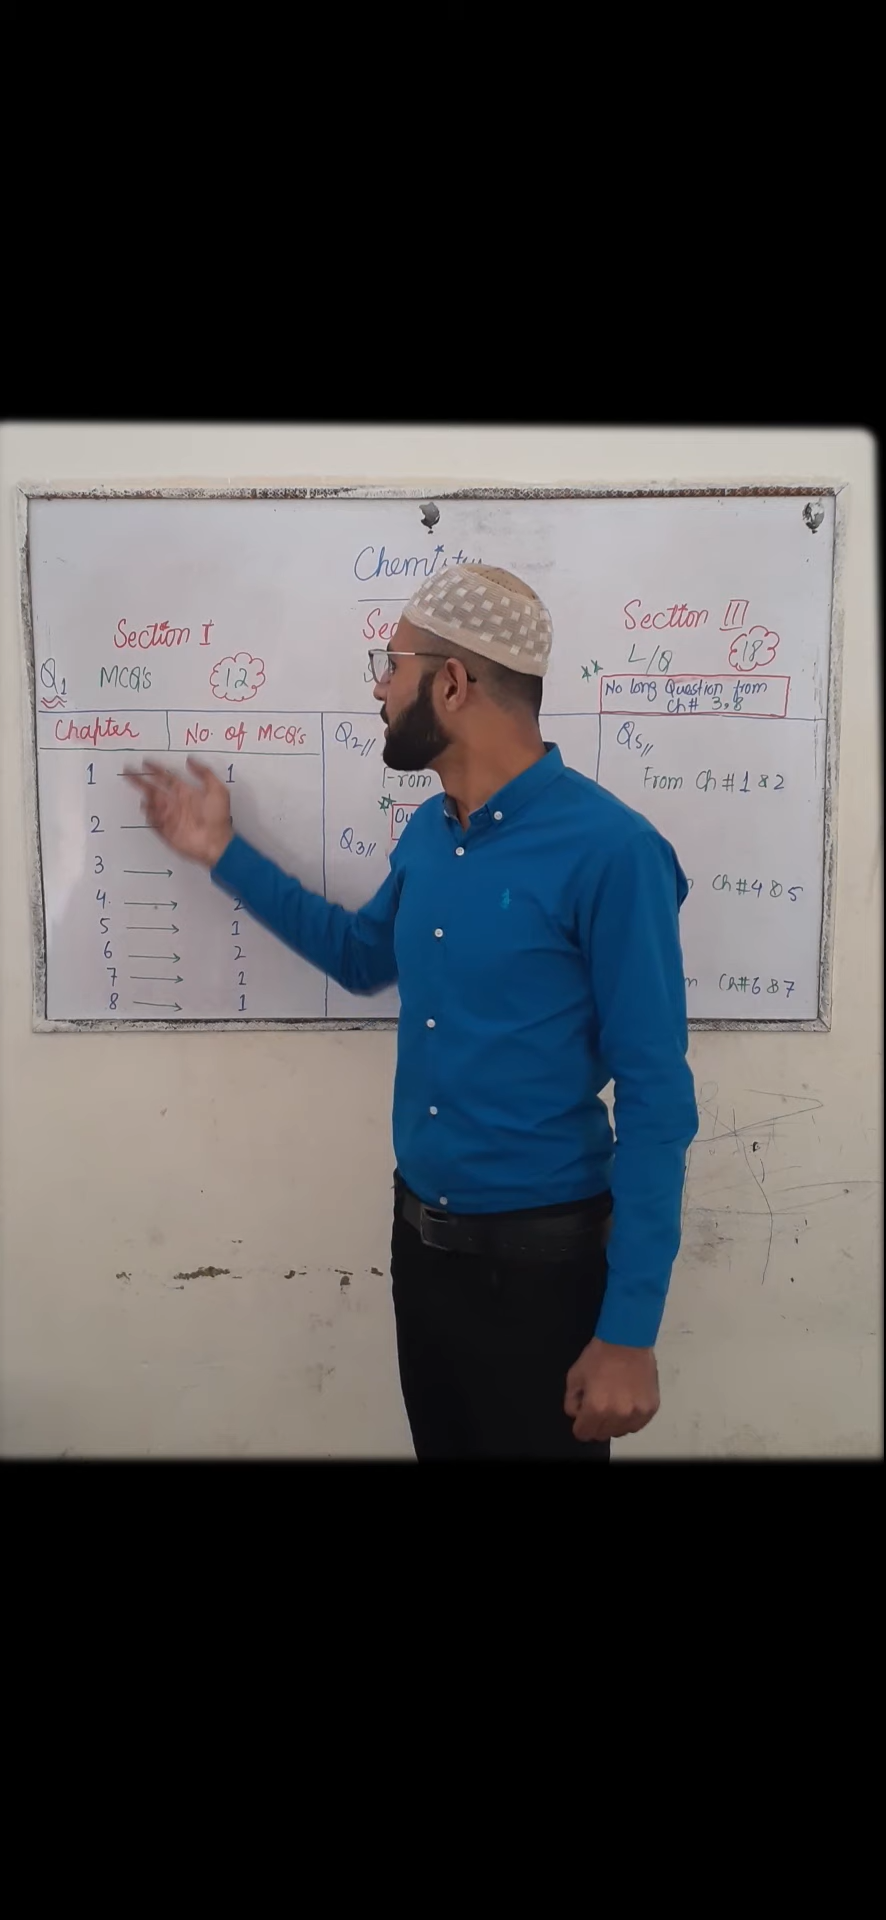 Chemistry
Section I
Q1 MCQ's 12
Chapter No. of MCQ's
1 1
2
3
4. 2
5 1
6 2
7 2
8 1
Q2//
From
Q3//
Section III
L/Q 18
No long Question from
Ch# 3,8
Q5//
From Ch # 1 & 2
Ch #4 & 5
Ch#6 & 7